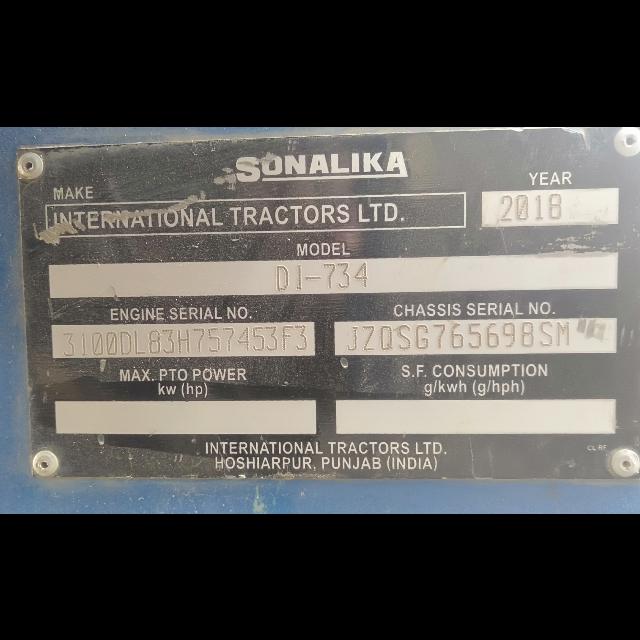 SONALIKA
MAKE
INTERNATIONAL TRACTORS LTD.
YEAR
2018
MODEL
DI-734
ENGINE SERIAL NO.
3100DL83H757453F3
CHASSIS SERIAL NO.
JZQSG765698SM
MAX. PTO POWER
kw (hp)
S.F. CONSUMPTION
g/kwh (g/hph)
INTERNATIONAL TRACTORS LTD.
HOSHIARPUR, PUNJAB (INDIA)